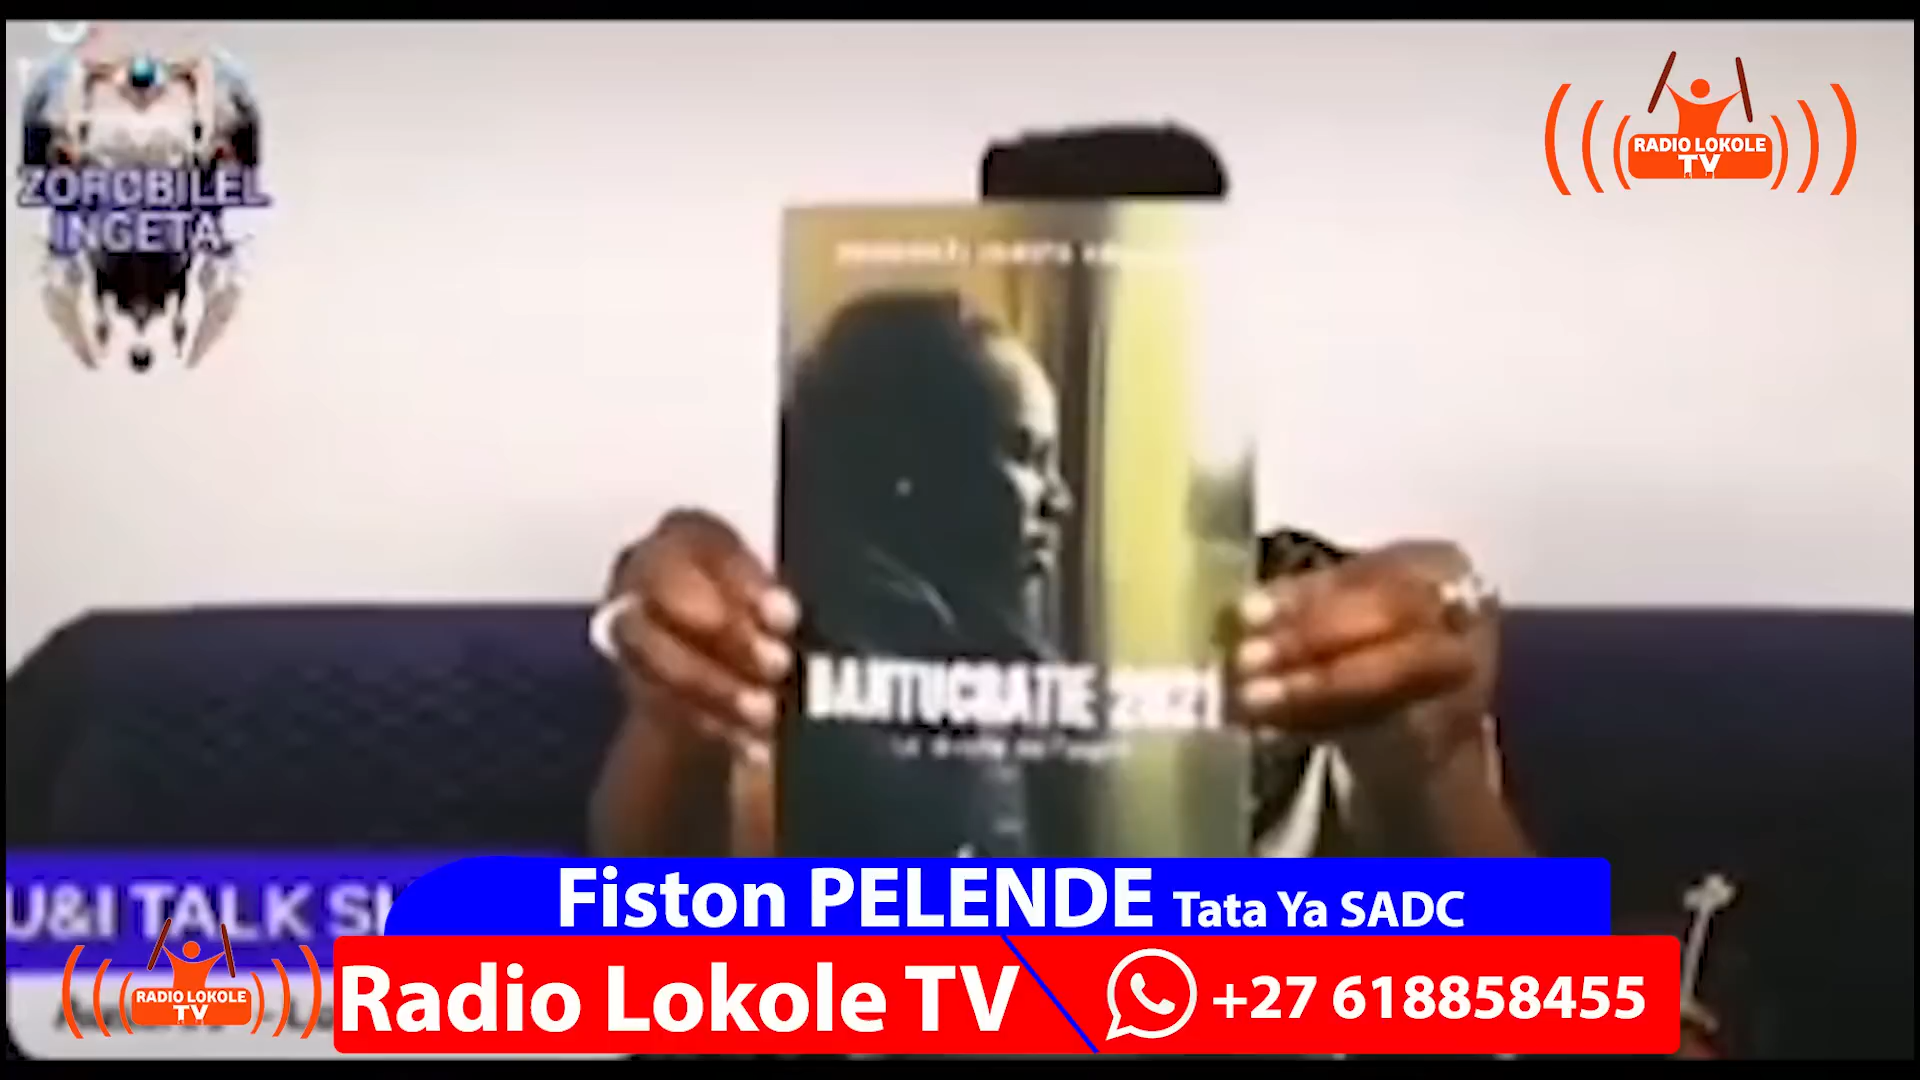 ZOROBILEL
INGETA
RADIO LOKOLE
TV
BANTUCRATIE 2021
U&I TALK
Fiston PELENDE Tata Ya SADC
RADIO LOKOLE
TV
Radio Lokole TV
+27 618858455